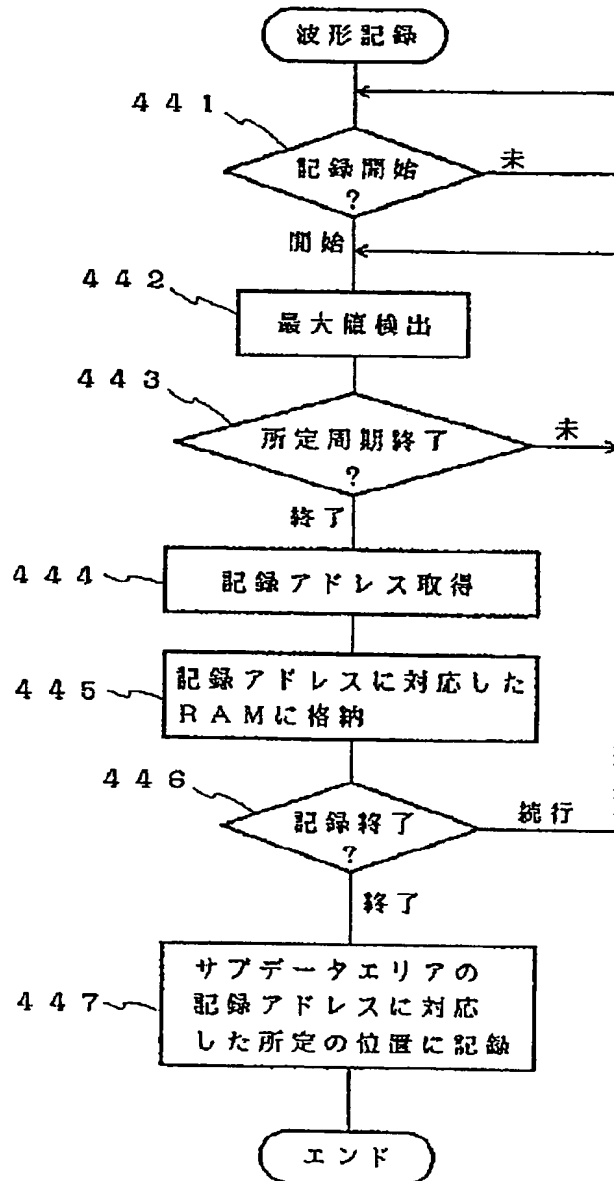 波形記録
441
記録開始
?
未
開始
442
最大値検出
443
所定周期終了
?
未
終了
444
記録アドレス取得
445
記録アドレスに対応した
RAMに格納
446
記録終了
?
続行
終了
447
サブデータエリアの
記録アドレスに対応
した所定の位置に記録
エンド